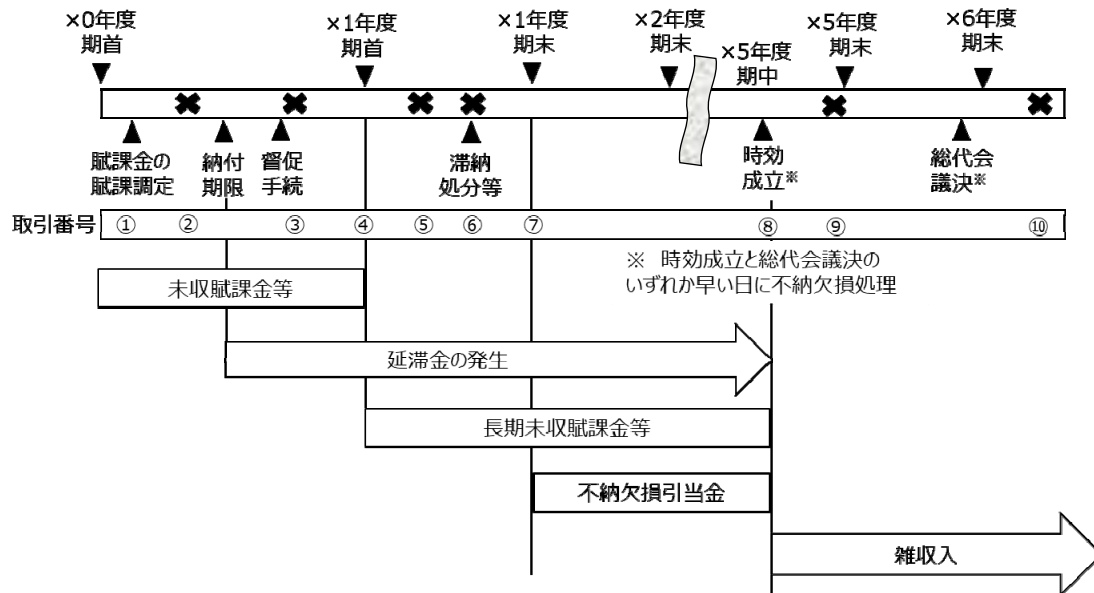 ×0年度
期首
×1年度
期首
×1年度
期末
×2年度
期末
×5年度
期中
×5年度
期末
×6年度
期末
賦課金の
賦課調定
納付
期限
督促
手続
滞納
処分等
時効
成立※
総代会
議決※
取引番号
① ② ③ ④ ⑤ ⑥ ⑦ ⑧ ⑨ ⑩
※ 時効成立と総代会議決の
いずれか早い日に不納欠損処理
未収賦課金等
延滞金の発生
長期未収賦課金等
不納欠損引当金
雑収入